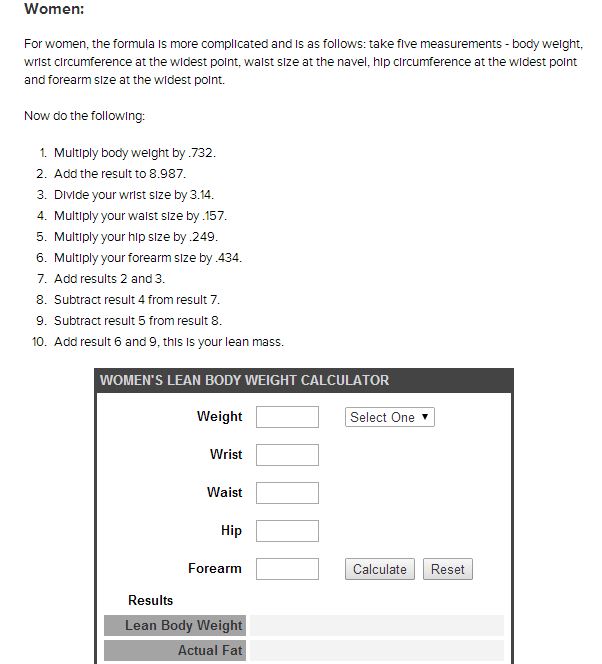 Women:
For women, the formula is more complicated and is as follows: take five measurements - body weight,
wrist circumference at the widest point, waist size at the navel, hip circumference at the widest point
and forearm size at the widest point.
Now do the following:
1. Multiply body weight by .732.
2. Add the result to 8.987.
3. Divide your wrist size by 3.14.
4. Multiply your waist size by .157.
5. Multiply your hip size by .249.
6. Multiply your forearm size by .434.
7. Add results 2 and 3.
8. Subtract result 4 from result 7.
9. Subtract result 5 from result 8.
10. Add result 6 and 9, this is your lean mass.
WOMEN'S LEAN BODY WEIGHT CALCULATOR
Weight Select One
Wrist
Waist
Hip
Forearm Calculate Reset
Results
Lean Body Weight
Actual Fat